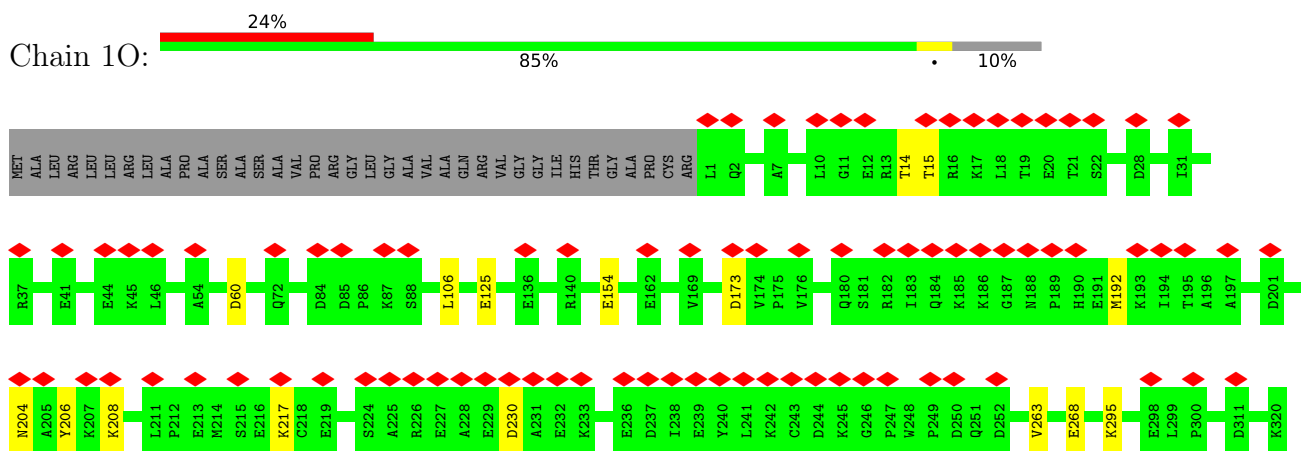 24%
Chain 1O:
85% • 10%
MET ALA LEU ARG LEU LEU ARG LEU ALA PRO ALA SER ALA SER ALA VAL PRO ARG GLY LEU GLY ALA VAL ALA GLN ARG VAL GLY GLY ILE HIS THR GLY ALA PRO CYS ARG L1 Q2 A7 L10 G11 E12 R13 T14 T15 R16 K17 L18 T19 E20 T21 S22 D28 I31
R37 E41 E44 K45 L46 A54 D60 Q72 D84 D85 P86 K87 S88 L106 E125 E136 R140 E154 E162 V169 D173 V174 P175 V176 Q180 S181 R182 I183 Q184 K185 K186 G187 N188 P189 H190 E191 M192 K193 I194 T195 A196 A197 D201
N204 A205 Y206 K207 K208 L211 P212 E213 M214 S215 E216 K217 C218 E219 S224 A225 R226 E227 A228 E229 D230 A231 E232 K233 E236 D237 I238 E239 Y240 L241 K242 C243 D244 K245 G246 P247 W248 P249 D250 Q251 D252 V263 E268 K295 E298 L299 P300 D311 K320